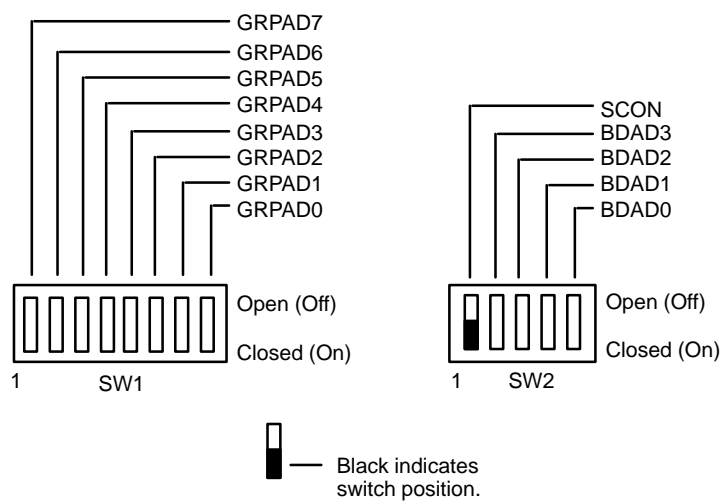 GRPAD7
GRPAD6
GRPAD5
GRPAD4
GRPAD3
GRPAD2
GRPAD1
GRPAD0
SCON
BDAD3
BDAD2
BDAD1
BDAD0
Open (Off)
Closed (On)
1
SW1
Open (Off)
Closed (On)
1
SW2
Black indicates
switch position.